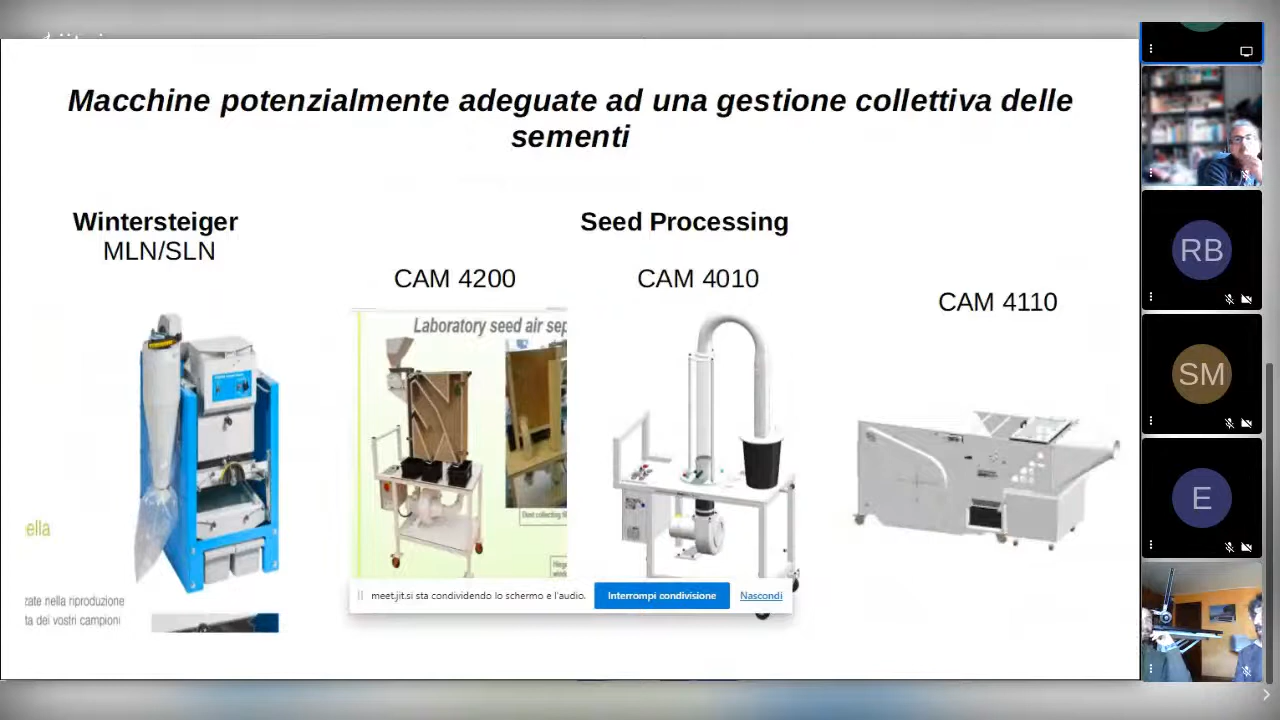 Macchine potenzialmente adeguate ad una gestione collettiva delle
sementi
Wintersteiger
MLN/SLN
Seed Processing
CAM 4200
CAM 4010
CAM 4110
Laboratory seed air sep
ella
zate nella riproduzione
ta dei vostri campioni
meet.jit.si sta condividendo lo schermo e l'audio.
Interrompi condivisione
Nascondi
RB
SM
E